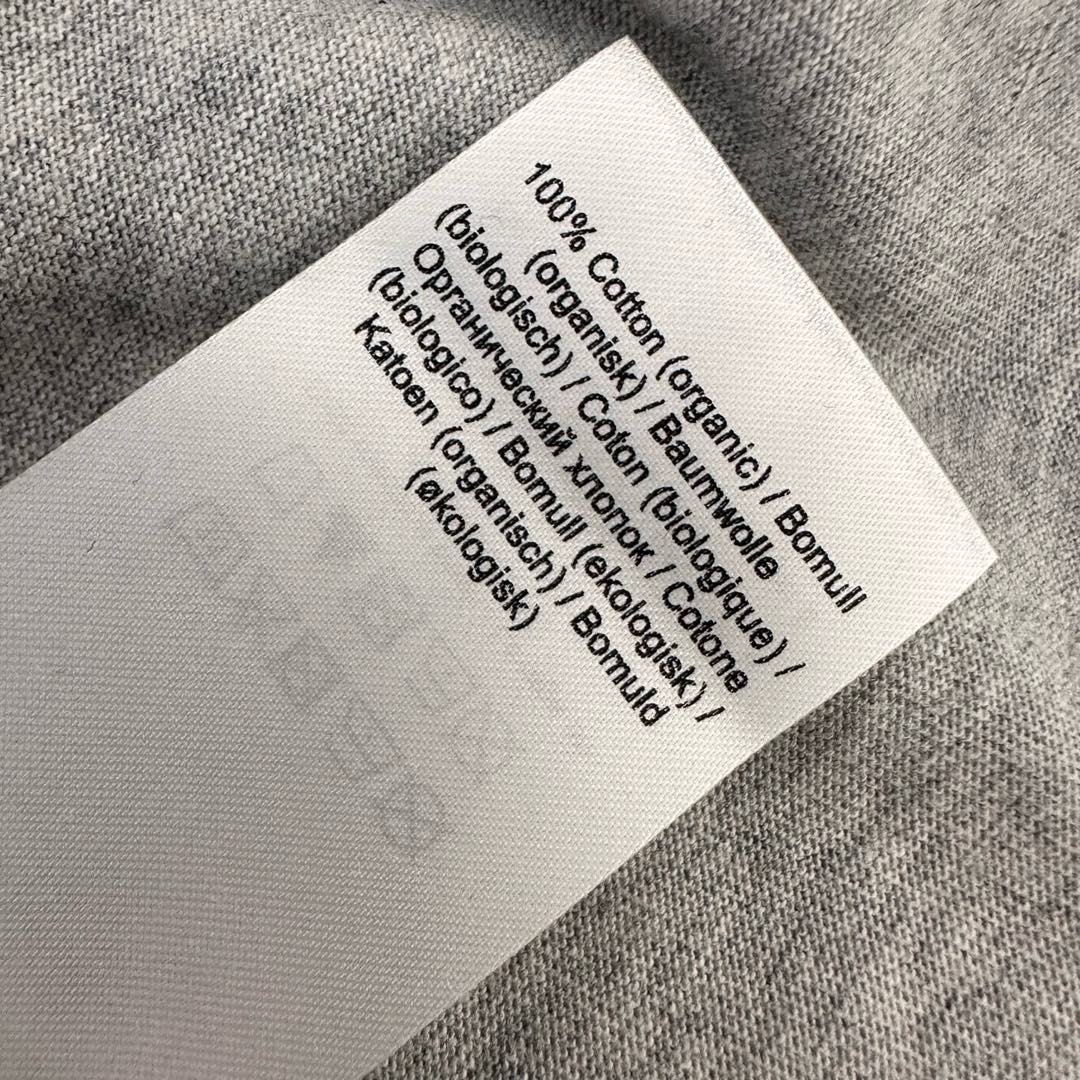 100% Cotton (organic) / Bomull
(organisk) / Baumwolle
(biologisch) / Coton (biologique) /
Органический хлопок / Cotone
(biologico) / Bomull (ekologisk) /
Katoen (organisch) / Bomuld
(økologisk)